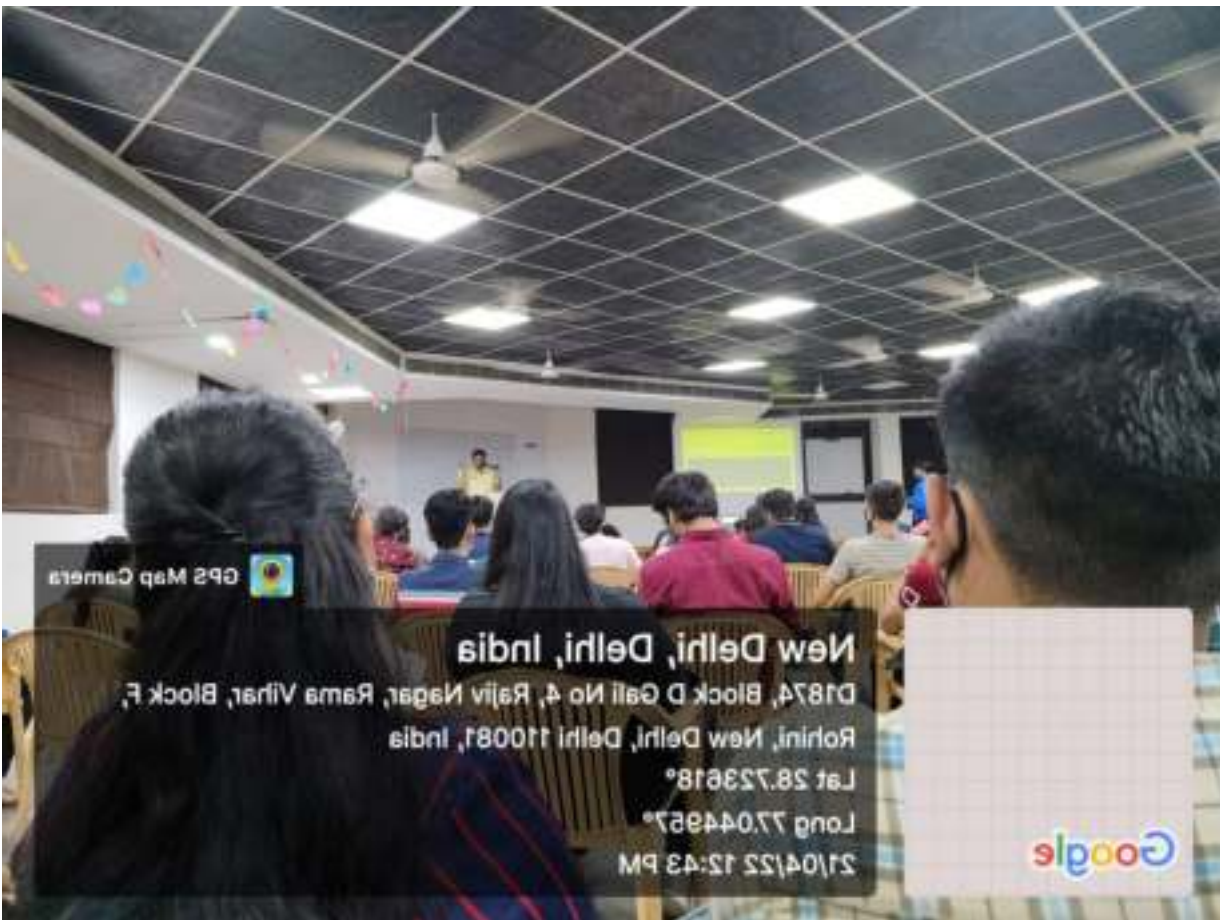 GPS Map Camera
New Delhi, Delhi, India
D1874, Block D Gali No 4, Rajiv Nagar, Rama Vihar, Block F,
Rohini, New Delhi, Delhi 110081, India
Lat 28.723618°
Long 77.044957°
21/04/22 12:43 PM
Google